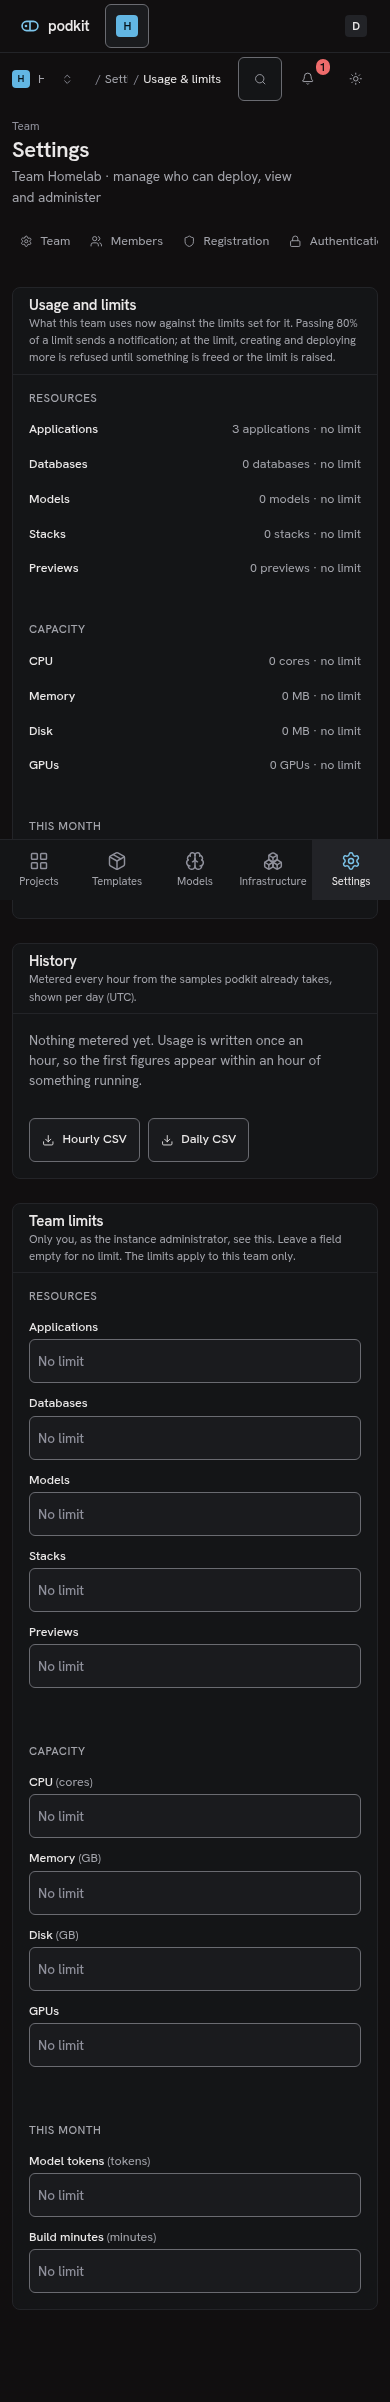 podkit
H
D
H
/ Sett / Usage & limits
1
Team
Settings
Team Homelab · manage who can deploy, view
and administer
Team Members Registration Authenticati
Usage and limits
What this team uses now against the limits set for it. Passing 80%
of a limit sends a notification; at the limit, creating and deploying
more is refused until something is freed or the limit is raised.
RESOURCES
Applications 3 applications · no limit
Databases 0 databases · no limit
Models 0 models · no limit
Stacks 0 stacks · no limit
Previews 0 previews · no limit
CAPACITY
CPU 0 cores · no limit
Memory 0 MB · no limit
Disk 0 MB · no limit
GPUs 0 GPUs · no limit
THIS MONTH
Projects Templates Models Infrastructure Settings
History
Metered every hour from the samples podkit already takes,
shown per day (UTC).
Nothing metered yet. Usage is written once an
hour, so the first figures appear within an hour of
something running.
Hourly CSV Daily CSV
Team limits
Only you, as the instance administrator, see this. Leave a field
empty for no limit. The limits apply to this team only.
RESOURCES
Applications
No limit
Databases
No limit
Models
No limit
Stacks
No limit
Previews
No limit
CAPACITY
CPU (cores)
No limit
Memory (GB)
No limit
Disk (GB)
No limit
GPUs
No limit
THIS MONTH
Model tokens (tokens)
No limit
Build minutes (minutes)
No limit